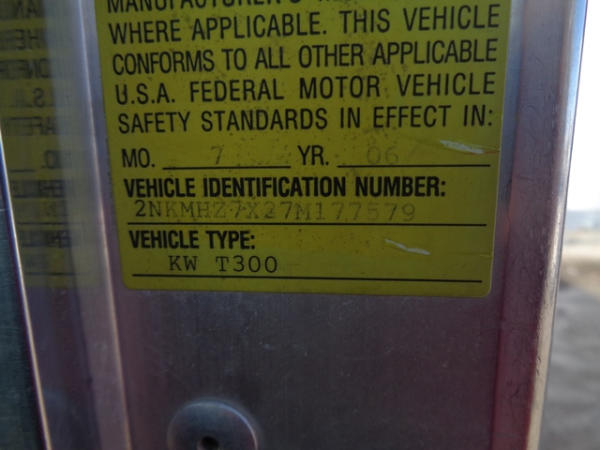 MANUFACTURER'S
WHERE APPLICABLE. THIS VEHICLE
CONFORMS TO ALL OTHER APPLICABLE
U.S.A. FEDERAL MOTOR VEHICLE
SAFETY STANDARDS IN EFFECT IN:
MO. 7 YR. 06
VEHICLE IDENTIFICATION NUMBER:
2NKMHZ7X27M177579
VEHICLE TYPE:
KW T300